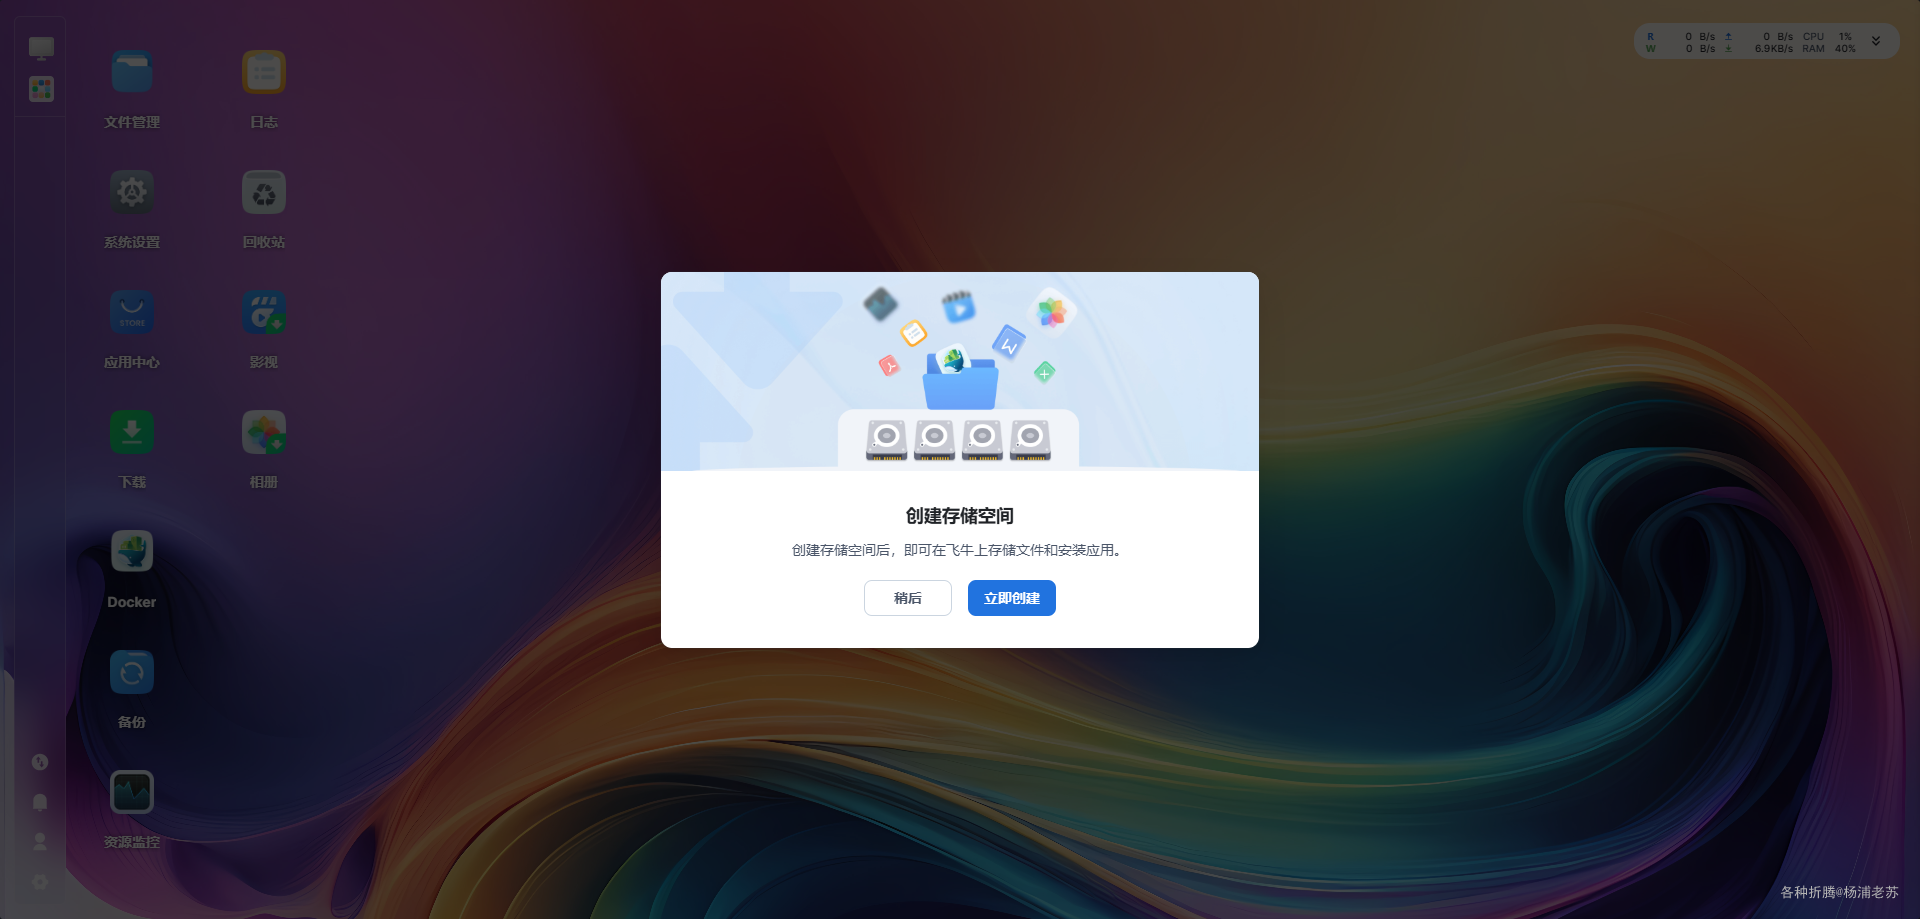 R 0 B/s 0 B/s CPU 1%
W 0 B/s 6.9KB/s RAM 40%
文件管理
日志
系统设置
回收站
STORE
应用中心
影视
下载
相册
Docker
备份
资源监控
创建存储空间
创建存储空间后，即可在飞牛上存储文件和安装应用。
稍后
立即创建
各种折腾@杨浦老苏